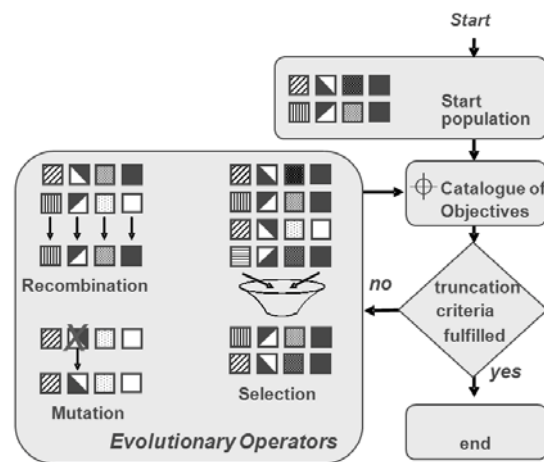 Start
Start
population
Catalogue of
Objectives
Recombination
no
truncation
criteria
fulfilled
yes
Mutation
Selection
Evolutionary Operators
end